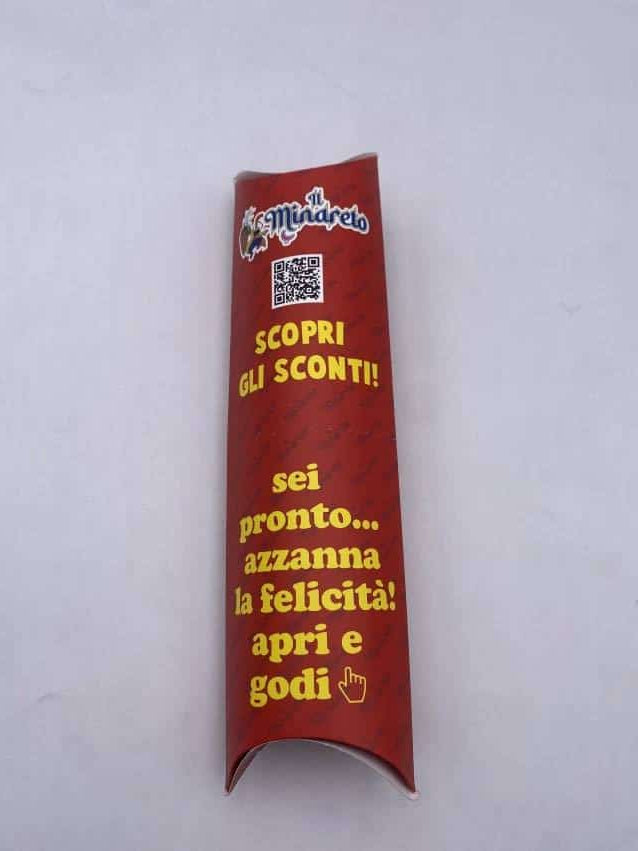 Il
Minareto
SCOPRI
GLI SCONTI!
sei
pronto...
azzanna
la felicità!
apri e
godi